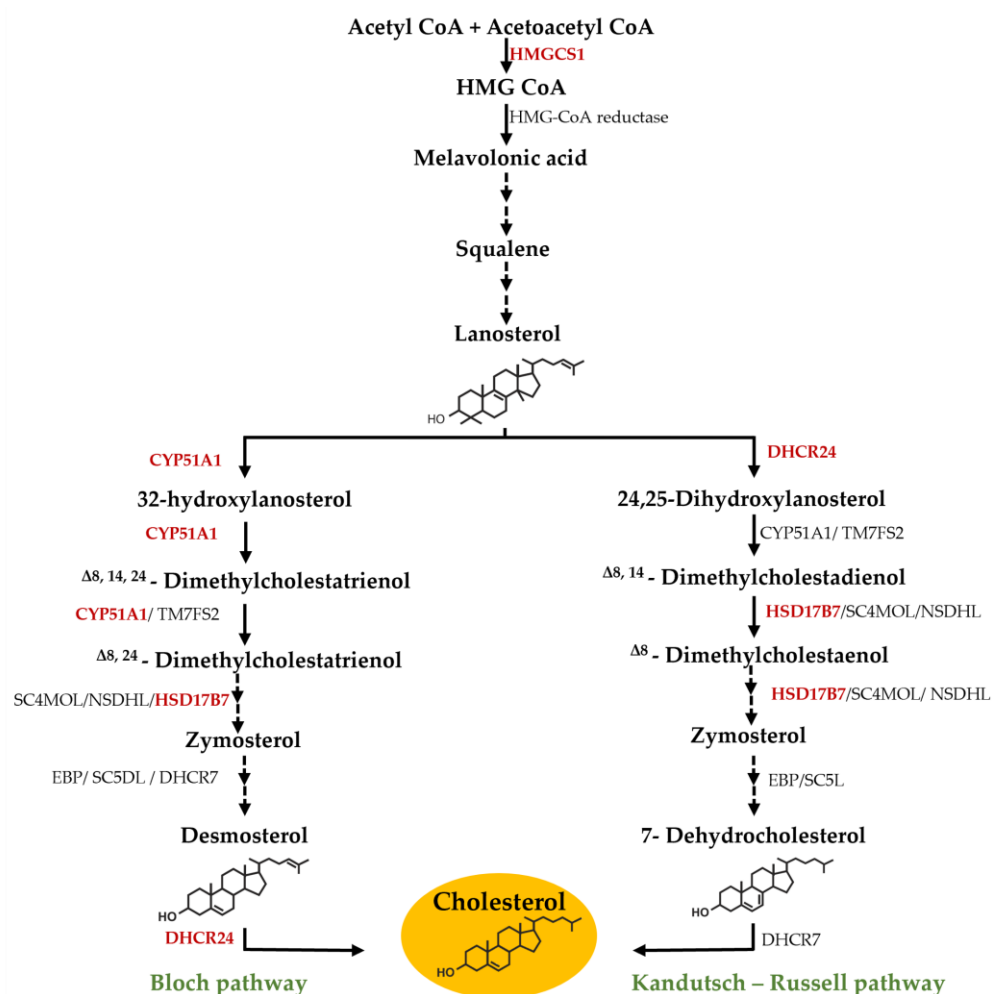 Acetyl CoA + Acetoacetyl CoA
HMGCS1
HMG CoA
HMG-CoA reductase
Melavolonic acid
Squalene
Lanosterol
HO
CYP51A1
DHCR24
32-hydroxylanosterol
24,25-Dihydroxylanosterol
CYP51A1
CYP51A1/ TM7FS2
Δ8, 14, 24 - Dimethylcholestatrienol
Δ8, 14 - Dimethylcholestadienol
CYP51A1/ TM7FS2
HSD17B7/SC4MOL/NSDHL
Δ8, 24 - Dimethylcholestatrienol
Δ8 - Dimethylcholestaenol
SC4MOL/NSDHL/HSD17B7
HSD17B7/SC4MOL/ NSDHL
Zymosterol
Zymosterol
EBP/ SC5DL / DHCR7
EBP/SC5L
Desmosterol
7- Dehydrocholesterol
HO
Cholesterol
HO
HO
DHCR24
DHCR7
Bloch pathway
Kandutsch – Russell pathway